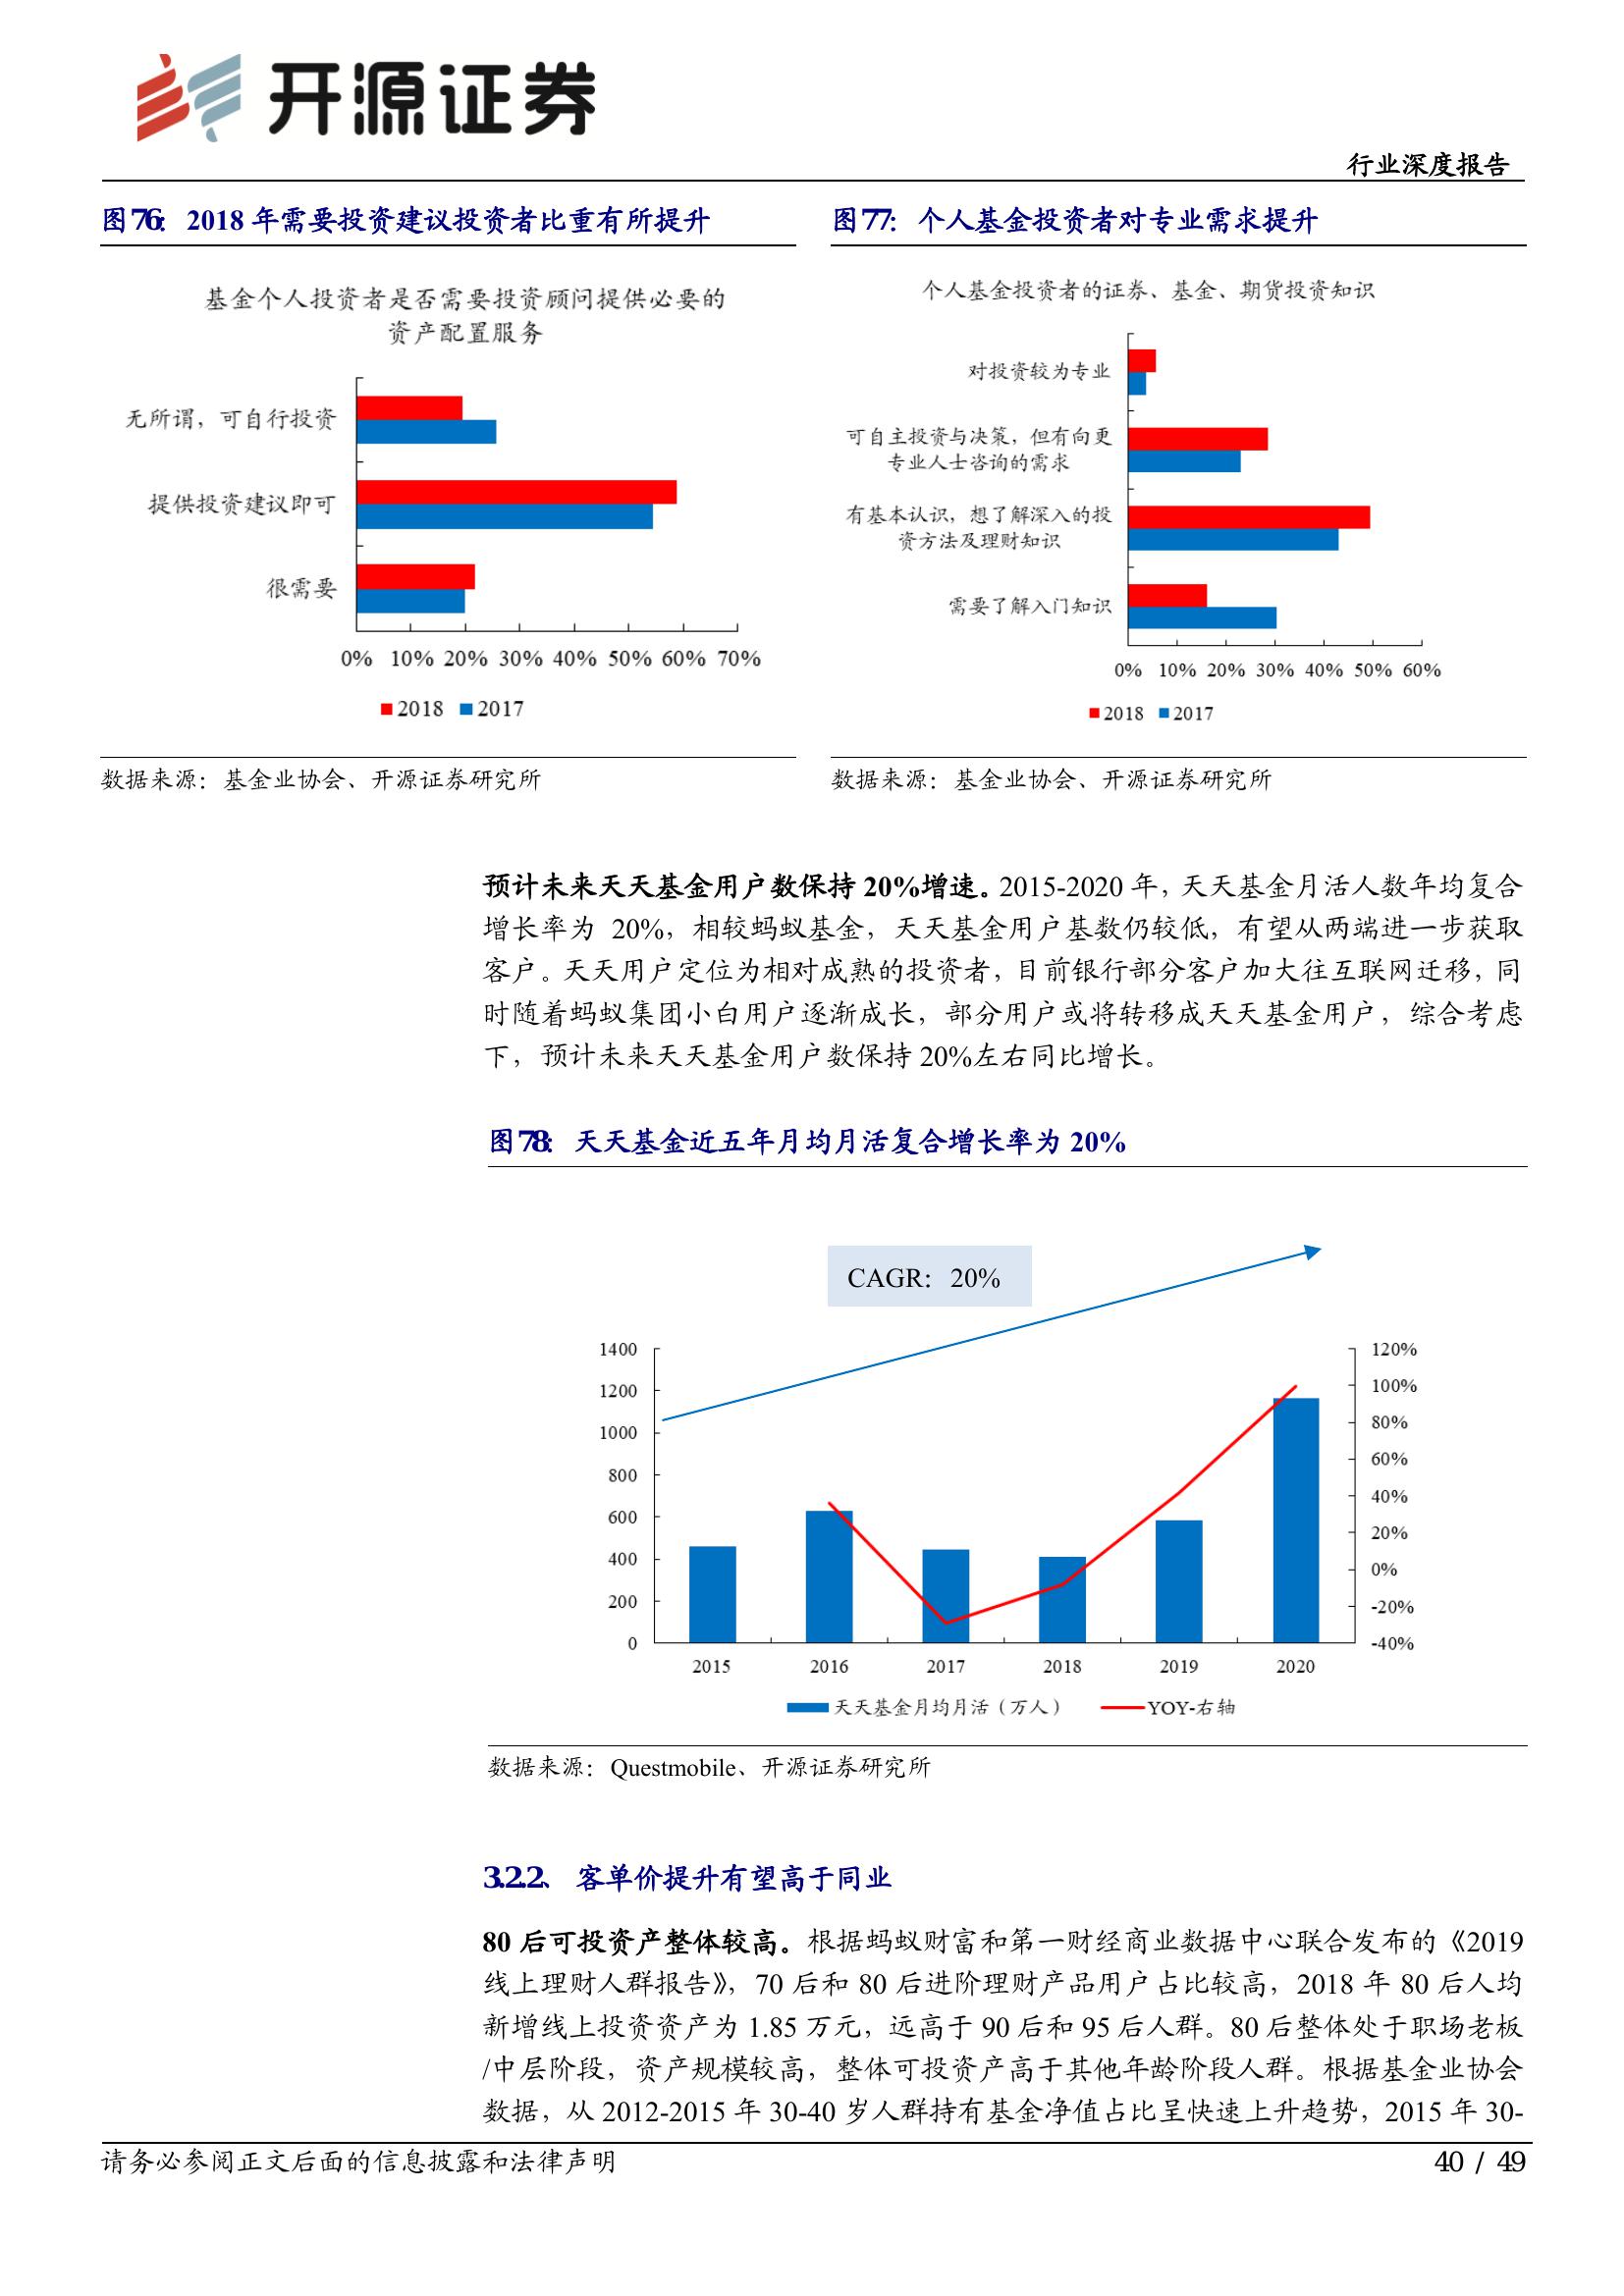 开源证券
行业深度报告
图76： 2018 年需要投资建议投资者比重有所提升
基金个人投资者是否需要投资顾问提供必要的
资产配置服务
无所谓，可自行投资
提供投资建议即可
很需要
0% 10% 20% 30% 40% 50% 60% 70%
2018 2017
数据来源：基金业协会、开源证券研究所
图77： 个人基金投资者对专业需求提升
个人基金投资者的证券、基金、期货投资知识
对投资较为专业
可自主投资与决策，但有向更
专业人士咨询的需求
有基本认识，想了解深入的投
资方法及理财知识
需要了解入门知识
0% 10% 20% 30% 40% 50% 60%
2018 2017
数据来源：基金业协会、开源证券研究所
预计未来天天基金用户数保持 20%增速。2015-2020 年，天天基金月活人数年均复合
增长率为 20%，相较蚂蚁基金，天天基金用户基数仍较低，有望从两端进一步获取
客户。天天用户定位为相对成熟的投资者，目前银行部分客户加大往互联网迁移，同
时随着蚂蚁集团小白用户逐渐成长，部分用户或将转移成天天基金用户，综合考虑
下，预计未来天天基金用户数保持 20%左右同比增长。
图78： 天天基金近五年月均月活复合增长率为 20%
CAGR： 20%
1400 120%
1200 100%
1000 80%
800 60%
600 40%
400 20%
200 0%
0 -20%
-40%
2015 2016 2017 2018 2019 2020
天天基金月均月活（万人） YOY-右轴
数据来源：Questmobile、开源证券研究所
3.2.2、 客单价提升有望高于同业
80 后可投资产整体较高。根据蚂蚁财富和第一财经商业数据中心联合发布的《2019
线上理财人群报告》，70 后和 80 后进阶理财产品用户占比较高，2018 年 80 后人均
新增线上投资资产为 1.85 万元，远高于 90 后和 95 后人群。80 后整体处于职场老板
/中层阶段，资产规模较高，整体可投资产高于其他年龄阶段人群。根据基金业协会
数据，从 2012-2015 年 30-40 岁人群持有基金净值占比呈快速上升趋势，2015 年 30-
请务必参阅正文后面的信息披露和法律声明 40 / 49